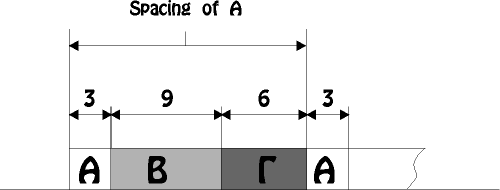 Spacing of A
3 9 6 3
A B Γ A